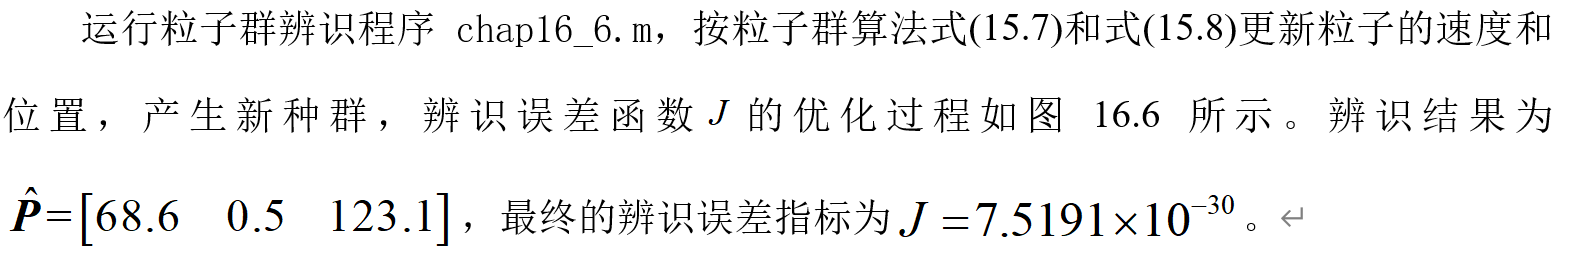 运行粒子群辨识程序 chap16_6.m，按粒子群算法式(15.7)和式(15.8)更新粒子的速度和
位置，产生新种群，辨识误差函数 J 的优化过程如图 16.6 所示。辨识结果为
P̂=[68.6 0.5 123.1]，最终的辨识误差指标为 J =7.5191×10⁻³⁰。↵